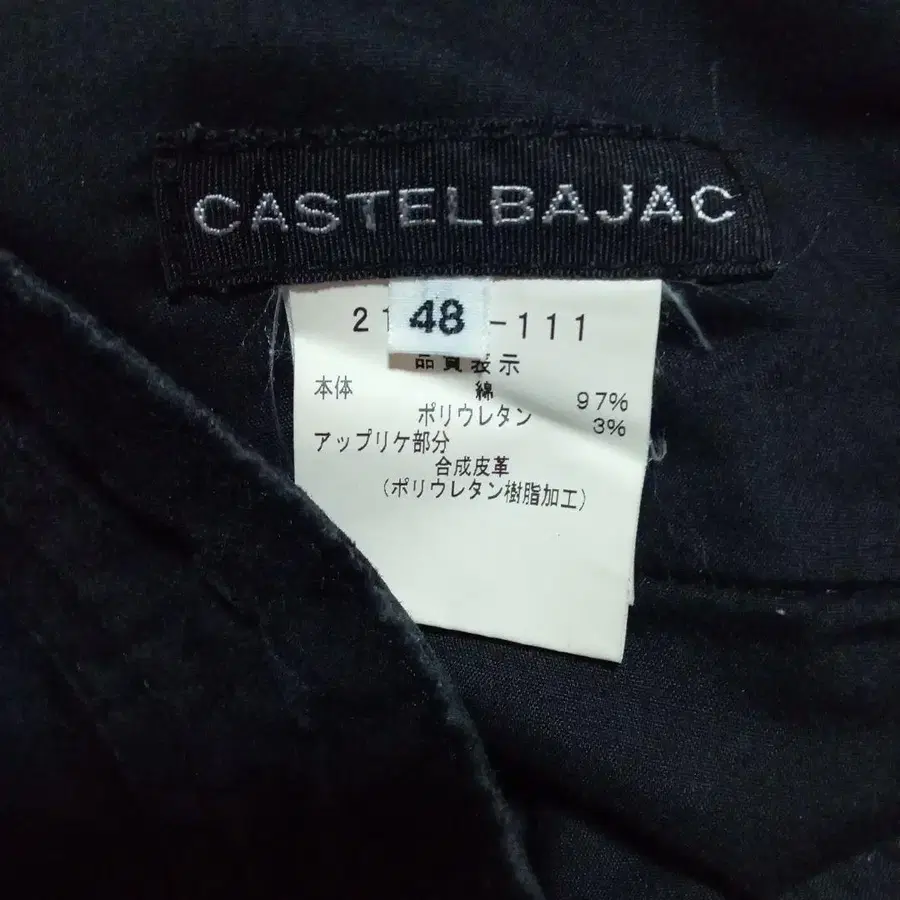 CASTELBAJAC
21 48 -111
品質表示
本体 綿 97%
ポリウレタン 3%
アップリケ部分
合成皮革
(ポリウレタン樹脂加工)